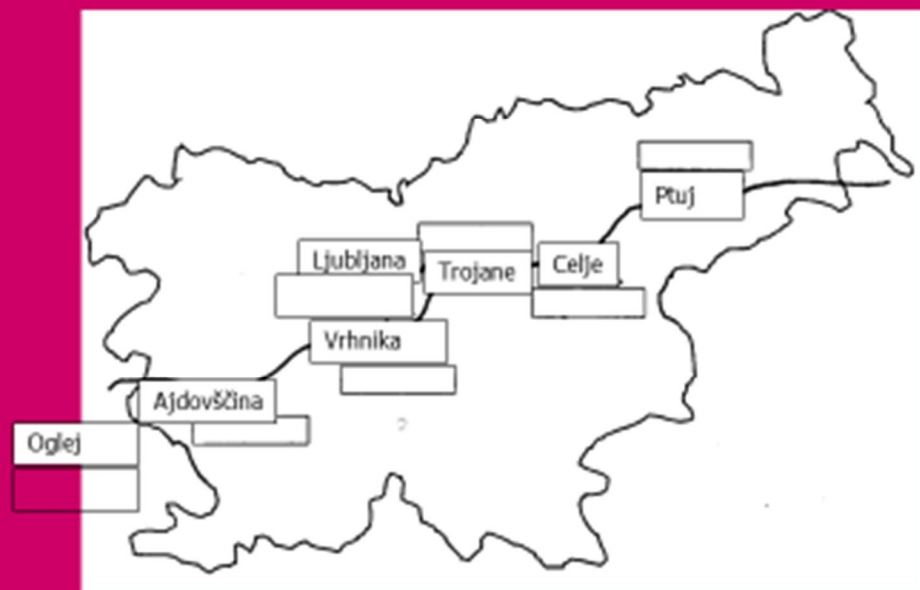 Ptuj
Ljubljana
Trojane
Celje
Vrhnika
Ajdovščina
Oglej